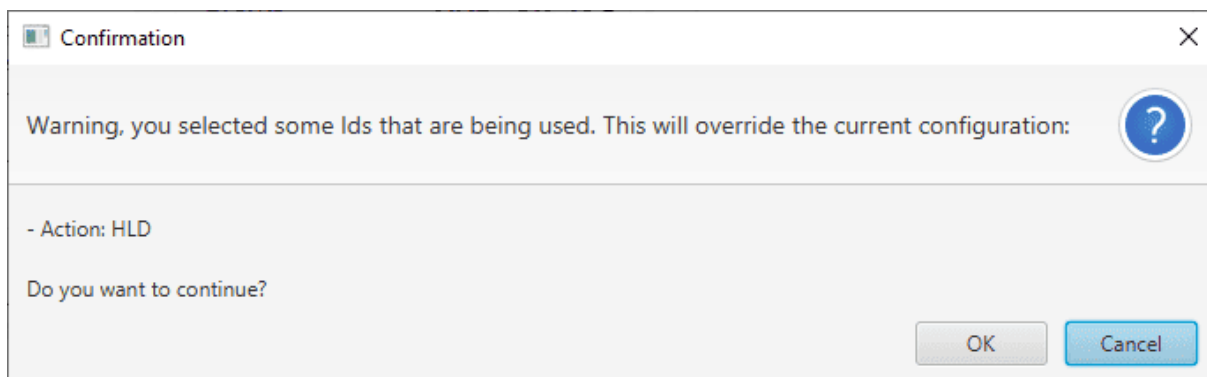 Confirmation
Warning, you selected some Ids that are being used. This will override the current configuration:
- Action: HLD
Do you want to continue?
OK
Cancel